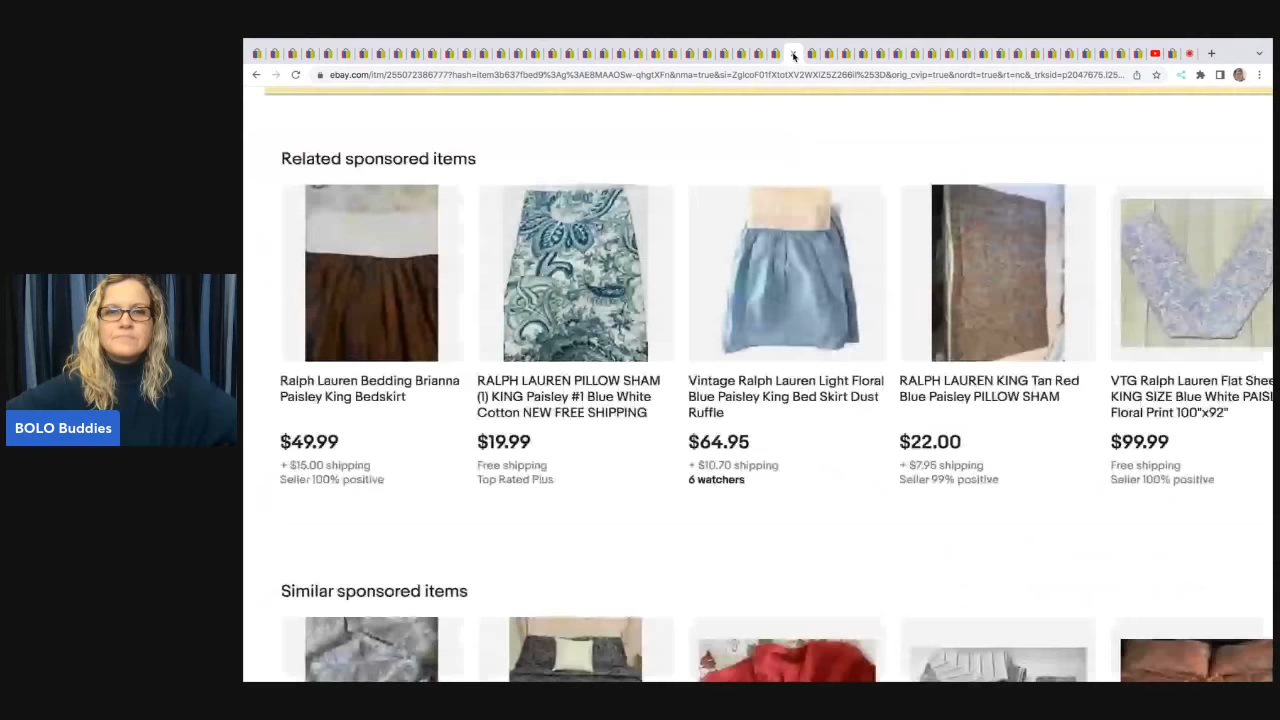 ebay.com/itm/255072386777?
Related sponsored items
Ralph Lauren Bedding Brianna
Paisley King Bedskirt
$49.99
+ $15.00 shipping
Seller 100% positive
RALPH LAUREN PILLOW SHAM
(1) KING Paisley #1 Blue White
Cotton NEW FREE SHIPPING
$19.99
Free shipping
Top Rated Plus
Vintage Ralph Lauren Light Floral
Blue Paisley King Bed Skirt Dust
Ruffle
$64.95
+ $10.70 shipping
6 watchers
RALPH LAUREN KING Tan Red
Blue Paisley PILLOW SHAM
$22.00
+ $7.95 shipping
Seller 99% positive
VTG Ralph Lauren Flat Shee
KING SIZE Blue White PAIS
Floral Print 100"x92"
$99.99
Free shipping
Seller 100% positive
BOLO Buddies
Similar sponsored items